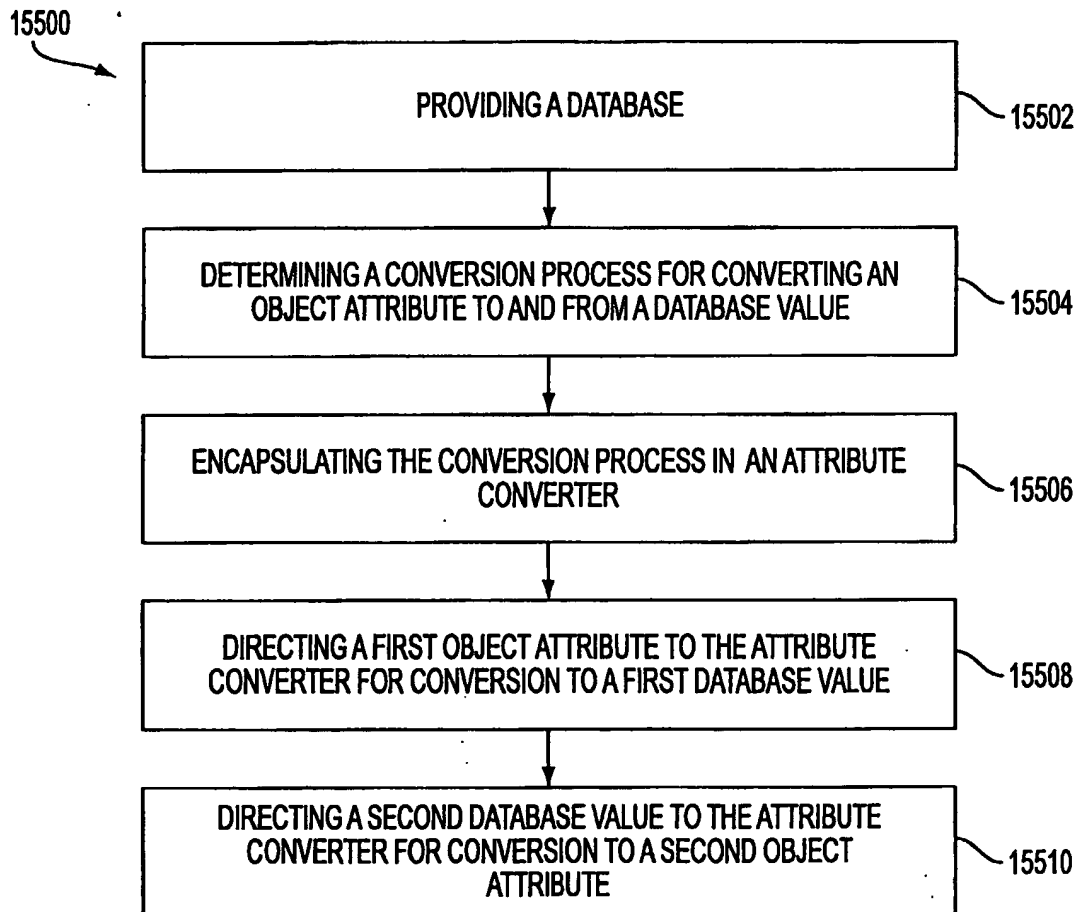 15500
PROVIDING A DATABASE
15502
DETERMINING A CONVERSION PROCESS FOR CONVERTING AN
OBJECT ATTRIBUTE TO AND FROM A DATABASE VALUE
15504
ENCAPSULATING THE CONVERSION PROCESS IN AN ATTRIBUTE
CONVERTER
15506
DIRECTING A FIRST OBJECT ATTRIBUTE TO THE ATTRIBUTE
CONVERTER FOR CONVERSION TO A FIRST DATABASE VALUE
15508
DIRECTING A SECOND DATABASE VALUE TO THE ATTRIBUTE
CONVERTER FOR CONVERSION TO A SECOND OBJECT
ATTRIBUTE
15510